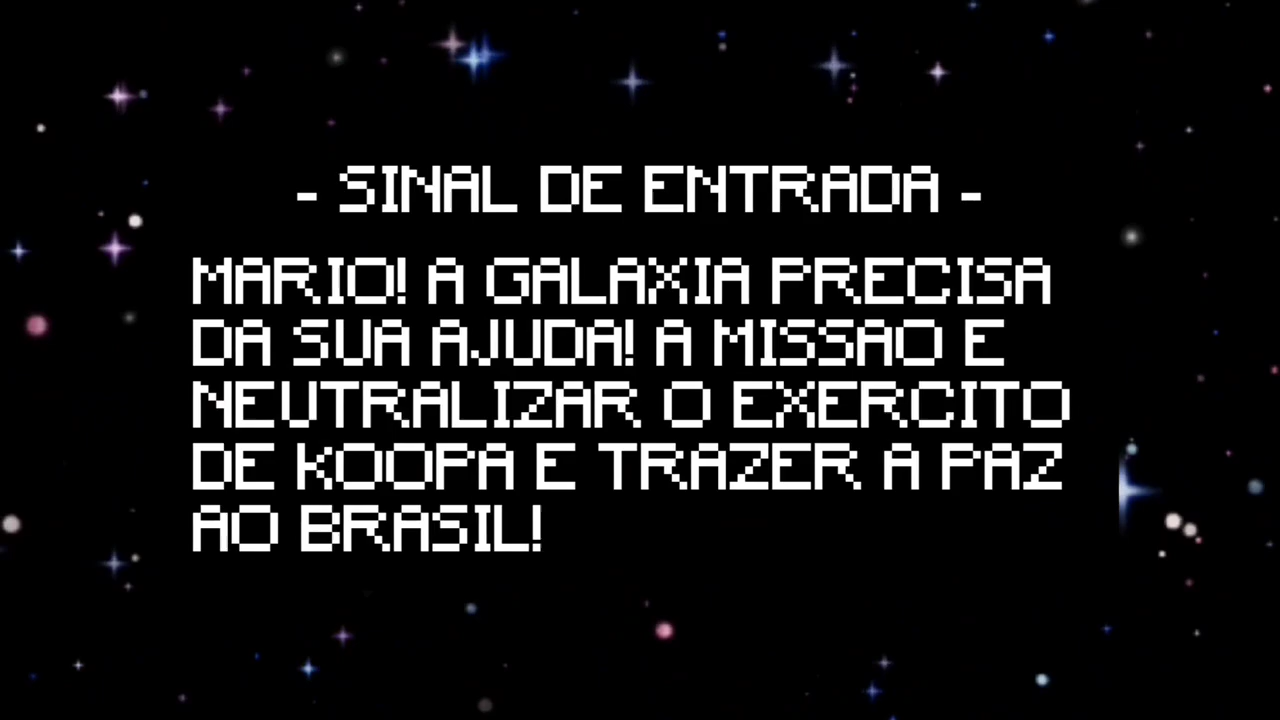 - SINAL DE ENTRADA -
MARIO! A GALAXIA PRECISA
DA SUA AJUDA! A MISSAO E
NEUTRALIZAR O EXERCITO
DE KOOPA E TRAZER A PAZ
AO BRASIL!